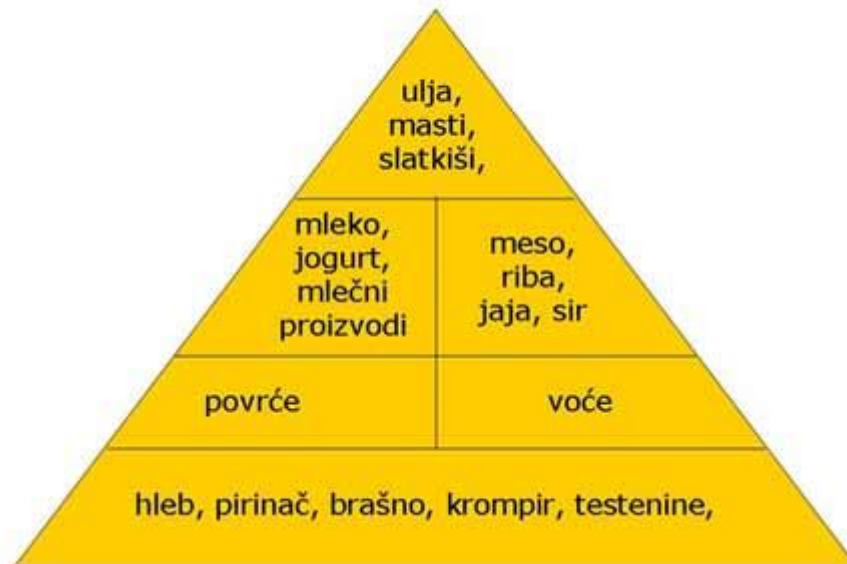 ulja,
masti,
slatkiši,
mleko,
jogurt,
mlečni
proizvodi
meso,
riba,
jaja, sir
povrće
voće
hleb, pirinač, brašno, krompir, testenine,